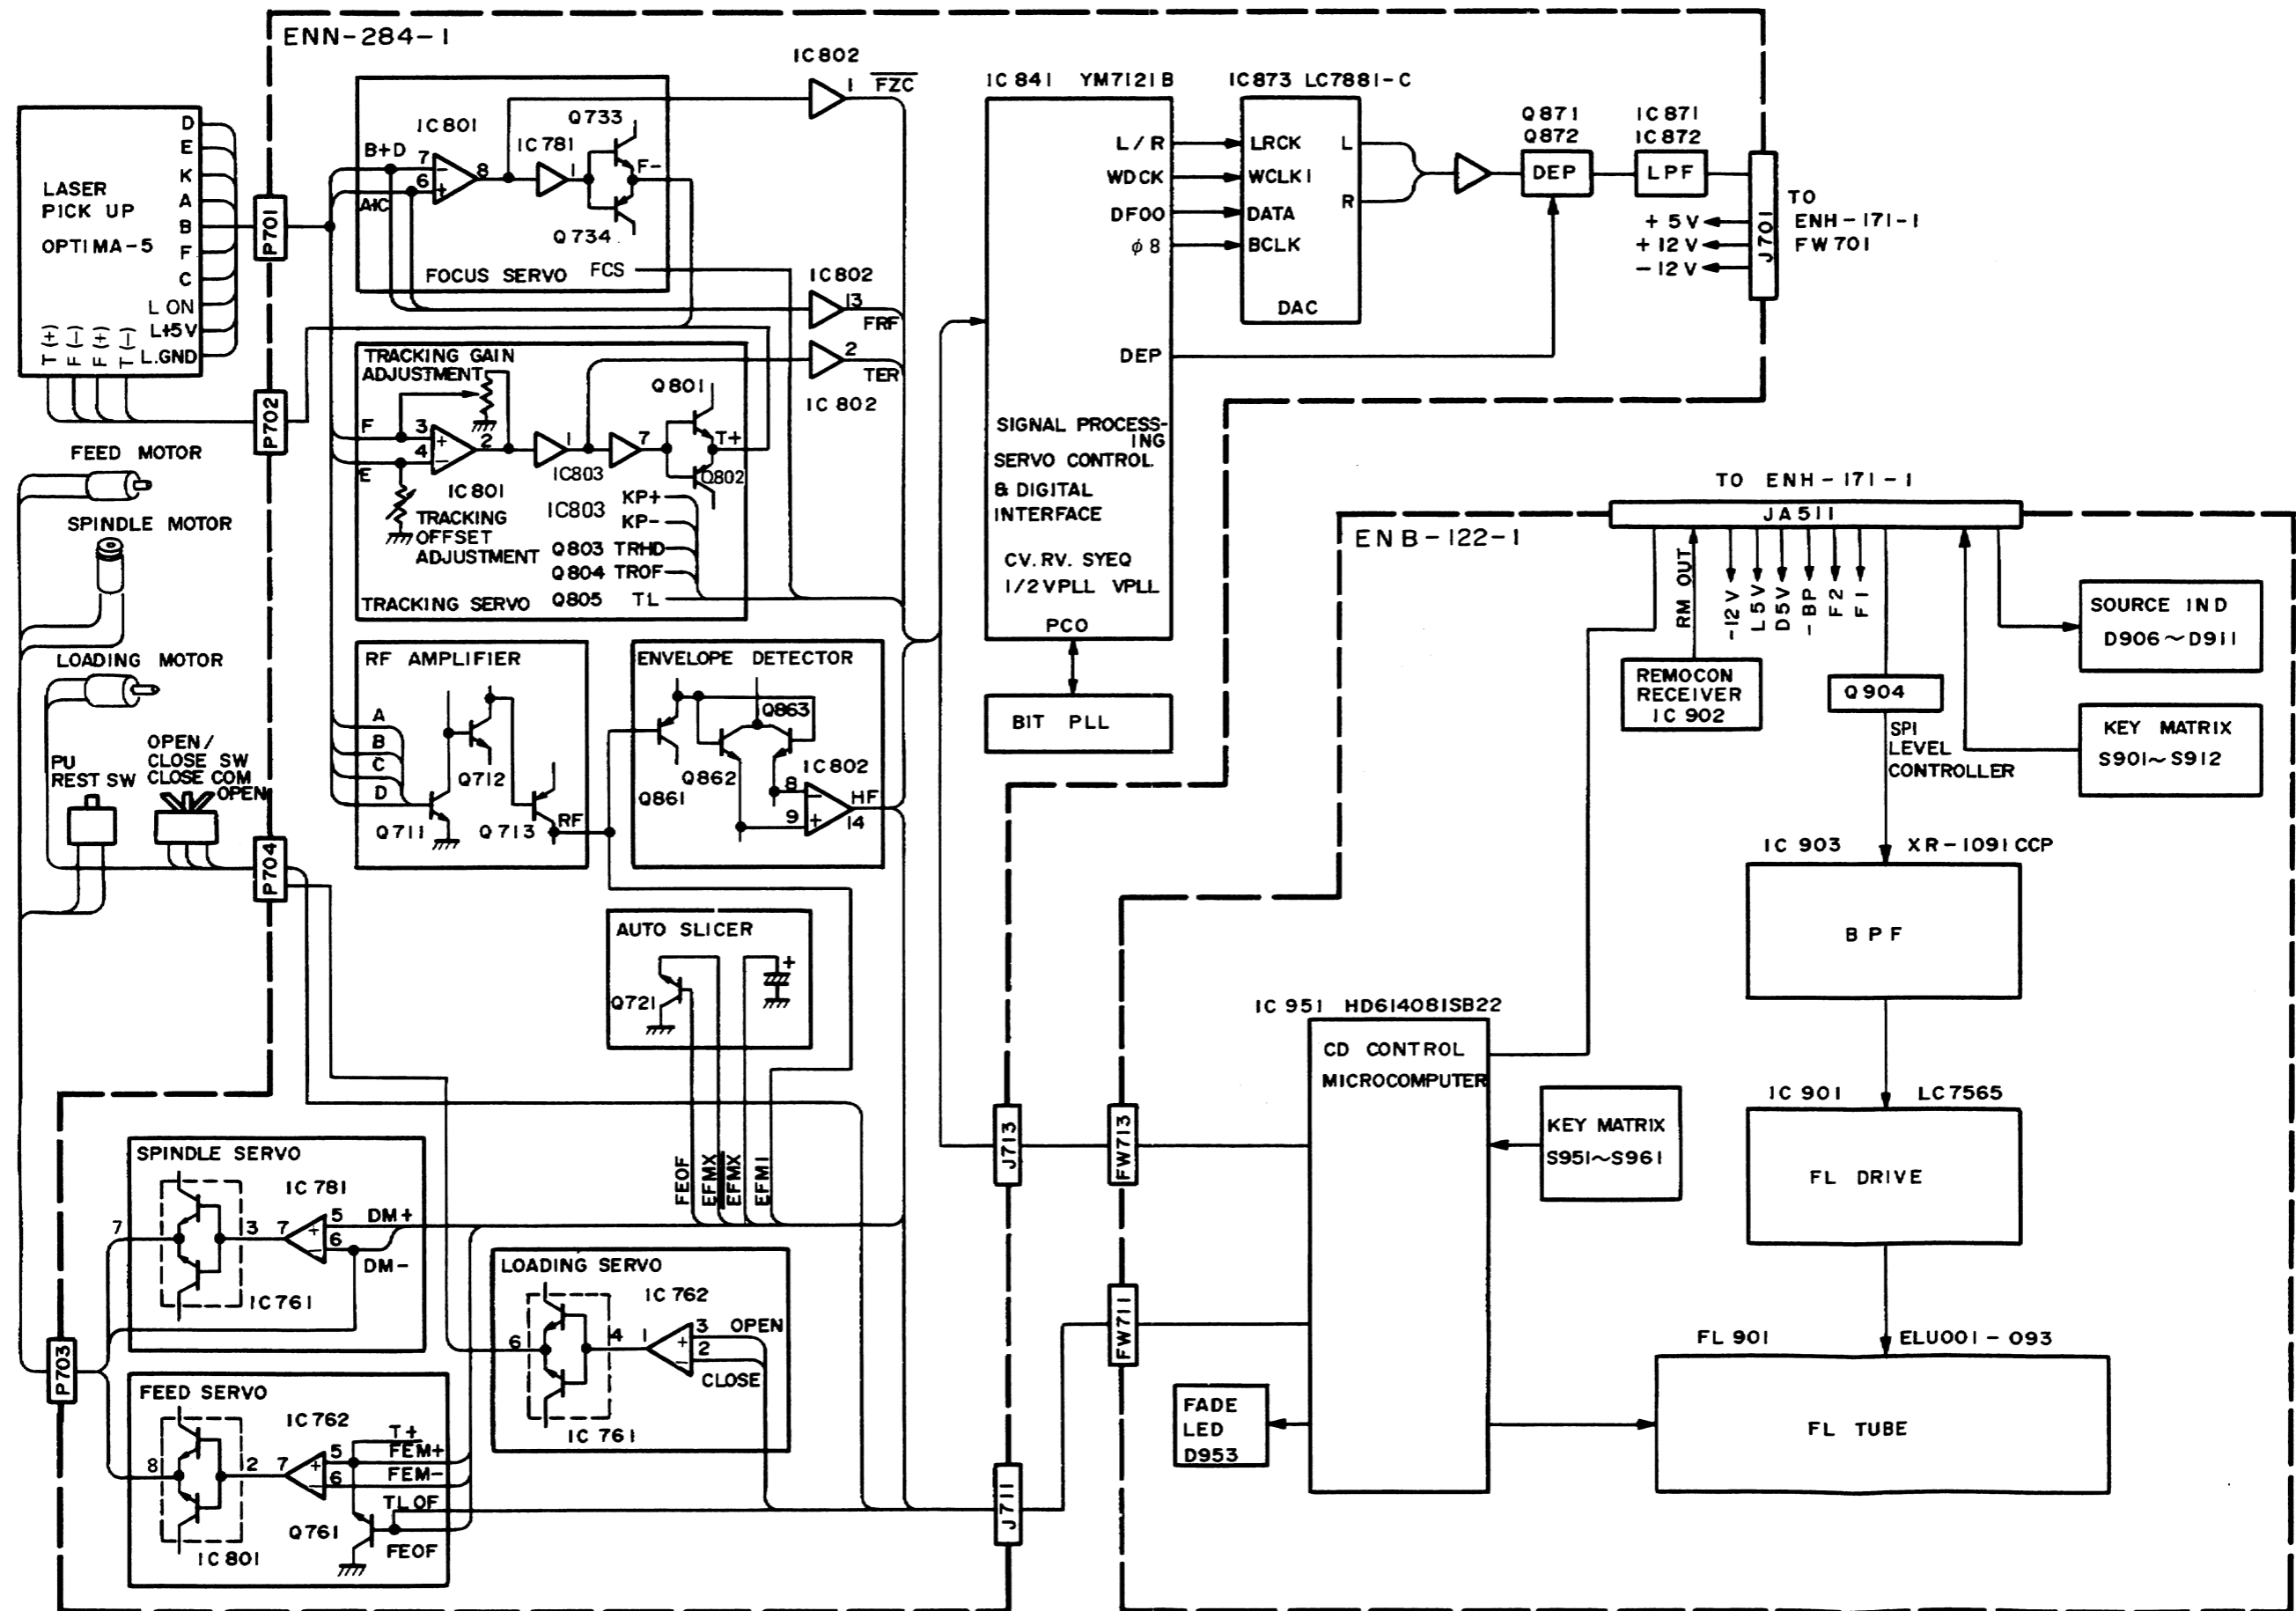 ENN-284-1
LASER
PICK UP
OPTIMA-5
D
E
K
A
B
F
C
L ON
L+5V
L.GND
T(+)
F(-)
F(+)
T(-)
P701
P702
FEED MOTOR
SPINDLE MOTOR
LOADING MOTOR
PU
REST SW
OPEN/
CLOSE SW
CLOSE COM
OPEN
P704
P703
B+D
7
6
IC801
8
IC781
1
Q733
F-
Q734
FOCUS SERVO
FCS
IC802
1
FZC
IC802
13
FRF
2
TER
IC802
TRACKING GAIN
ADJUSTMENT
F
3
4
E
2
IC801
1
IC803
7
Q801
T+
Q802
IC803
KP+
KP-
TRACKING
OFFSET
ADJUSTMENT
Q803 TRHD
Q804 TROF
TRACKING SERVO
Q805 TL
RF AMPLIFIER
A
B
C
D
Q712
Q711
Q713
RF
ENVELOPE DETECTOR
Q863
Q862
Q861
IC802
8
9
HF
14
AUTO SLICER
Q721
+
FEOF
EFMX
EFMX
EFMI
SPINDLE SERVO
IC781
7
3
7
5
6
DM+
DM-
IC761
LOADING SERVO
IC762
6
4
1
3
2
OPEN
CLOSE
IC761
FEED SERVO
IC762
8
2
7
5
6
T+
FEM+
FEM-
TLOF
Q761
FEOF
IC801
IC841 YM7121B
L/R
WDCK
DFOO
φ8
DEP
SIGNAL PROCESS-
ING
SERVO CONTROL.
& DIGITAL
INTERFACE
CV. RV. SYEQ
1/2VPLL VPLL
PCO
BIT PLL
IC873 LC7881-C
LRCK
WCLKI
DATA
BCLK
L
R
DAC
Q871
Q872
DEP
IC871
IC872
LPF
+5V
+12V
-12V
J701
TO
ENH-171-1
FW701
J713
J711
FW713
FW711
TO ENH-171-1
JA511
ENB-122-1
RM OUT
-12V
L5V
D5V
-BP
F2
F1
REMOCON
RECEIVER
IC902
Q904
SPI
LEVEL
CONTROLLER
SOURCE IND
D906~D911
KEY MATRIX
S901~S912
IC903 XR-1091CCP
BPF
IC901 LC7565
FL DRIVE
IC951 HD614081SB22
CD CONTROL
MICROCOMPUTER
KEY MATRIX
S951~S961
FADE
LED
D953
FL901 ELU001-093
FL TUBE